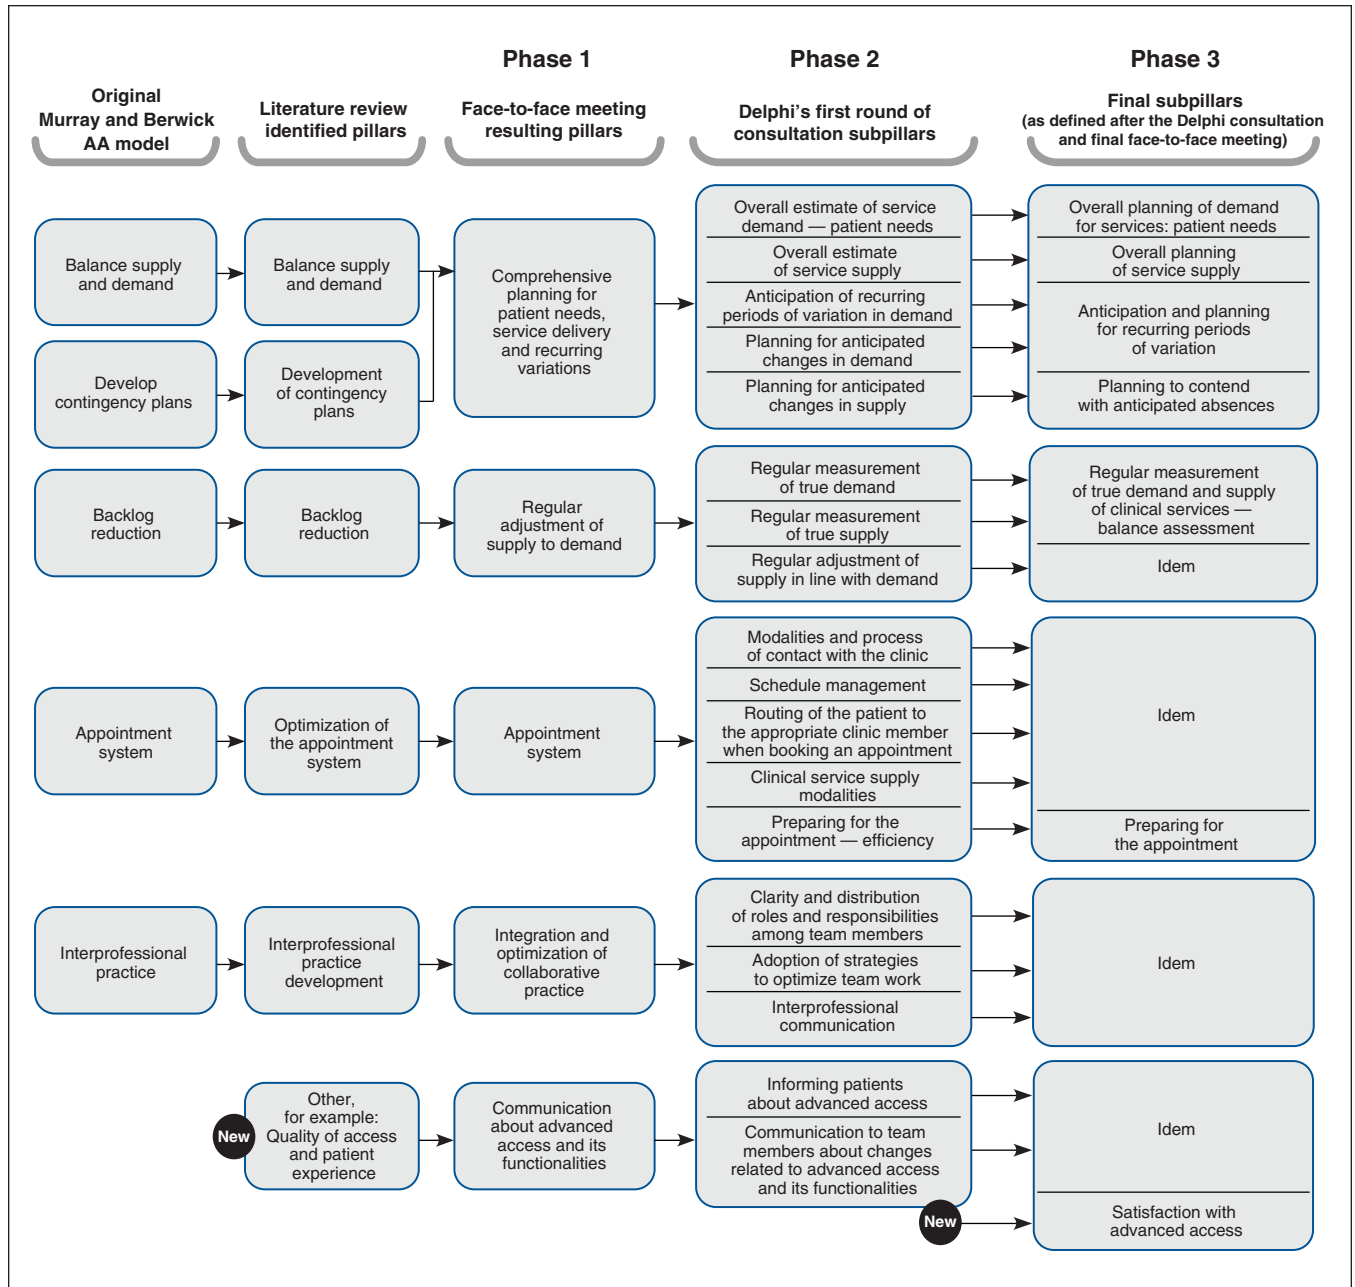 Phase 1
Phase 2
Phase 3
Original
Murray and Berwick
AA model
Literature review
identified pillars
Face-to-face meeting
resulting pillars
Delphi's first round of
consultation subpillars
Final subpillars
(as defined after the Delphi consultation
and final face-to-face meeting)
Balance supply
and demand
Balance supply
and demand
Develop
contingency plans
Development
of contingency
plans
Comprehensive
planning for
patient needs,
service delivery
and recurring
variations
Overall estimate of service
demand — patient needs
Overall estimate
of service supply
Anticipation of recurring
periods of variation in demand
Planning for anticipated
changes in demand
Planning for anticipated
changes in supply
Overall planning of demand
for services: patient needs
Overall planning
of service supply
Anticipation and planning
for recurring periods
of variation
Planning to contend
with anticipated absences
Backlog
reduction
Backlog
reduction
Regular
adjustment of
supply to demand
Regular measurement
of true demand
Regular measurement
of true supply
Regular adjustment of
supply in line with demand
Regular measurement
of true demand and supply
of clinical services —
balance assessment
Idem
Appointment
system
Optimization of
the appointment
system
Appointment
system
Modalities and process
of contact with the clinic
Schedule management
Routing of the patient to
the appropriate clinic member
when booking an appointment
Clinical service supply
modalities
Preparing for the
appointment — efficiency
Idem
Preparing for
the appointment
Interprofessional
practice
Interprofessional
practice
development
Integration and
optimization of
collaborative
practice
Clarity and distribution
of roles and responsibilities
among team members
Adoption of strategies
to optimize team work
Interprofessional
communication
Idem
New
Other,
for example:
Quality of access
and patient
experience
Communication
about advanced
access and its
functionalities
Informing patients
about advanced access
Communication to team
members about changes
related to advanced access
and its functionalities
Idem
New
Satisfaction with
advanced access